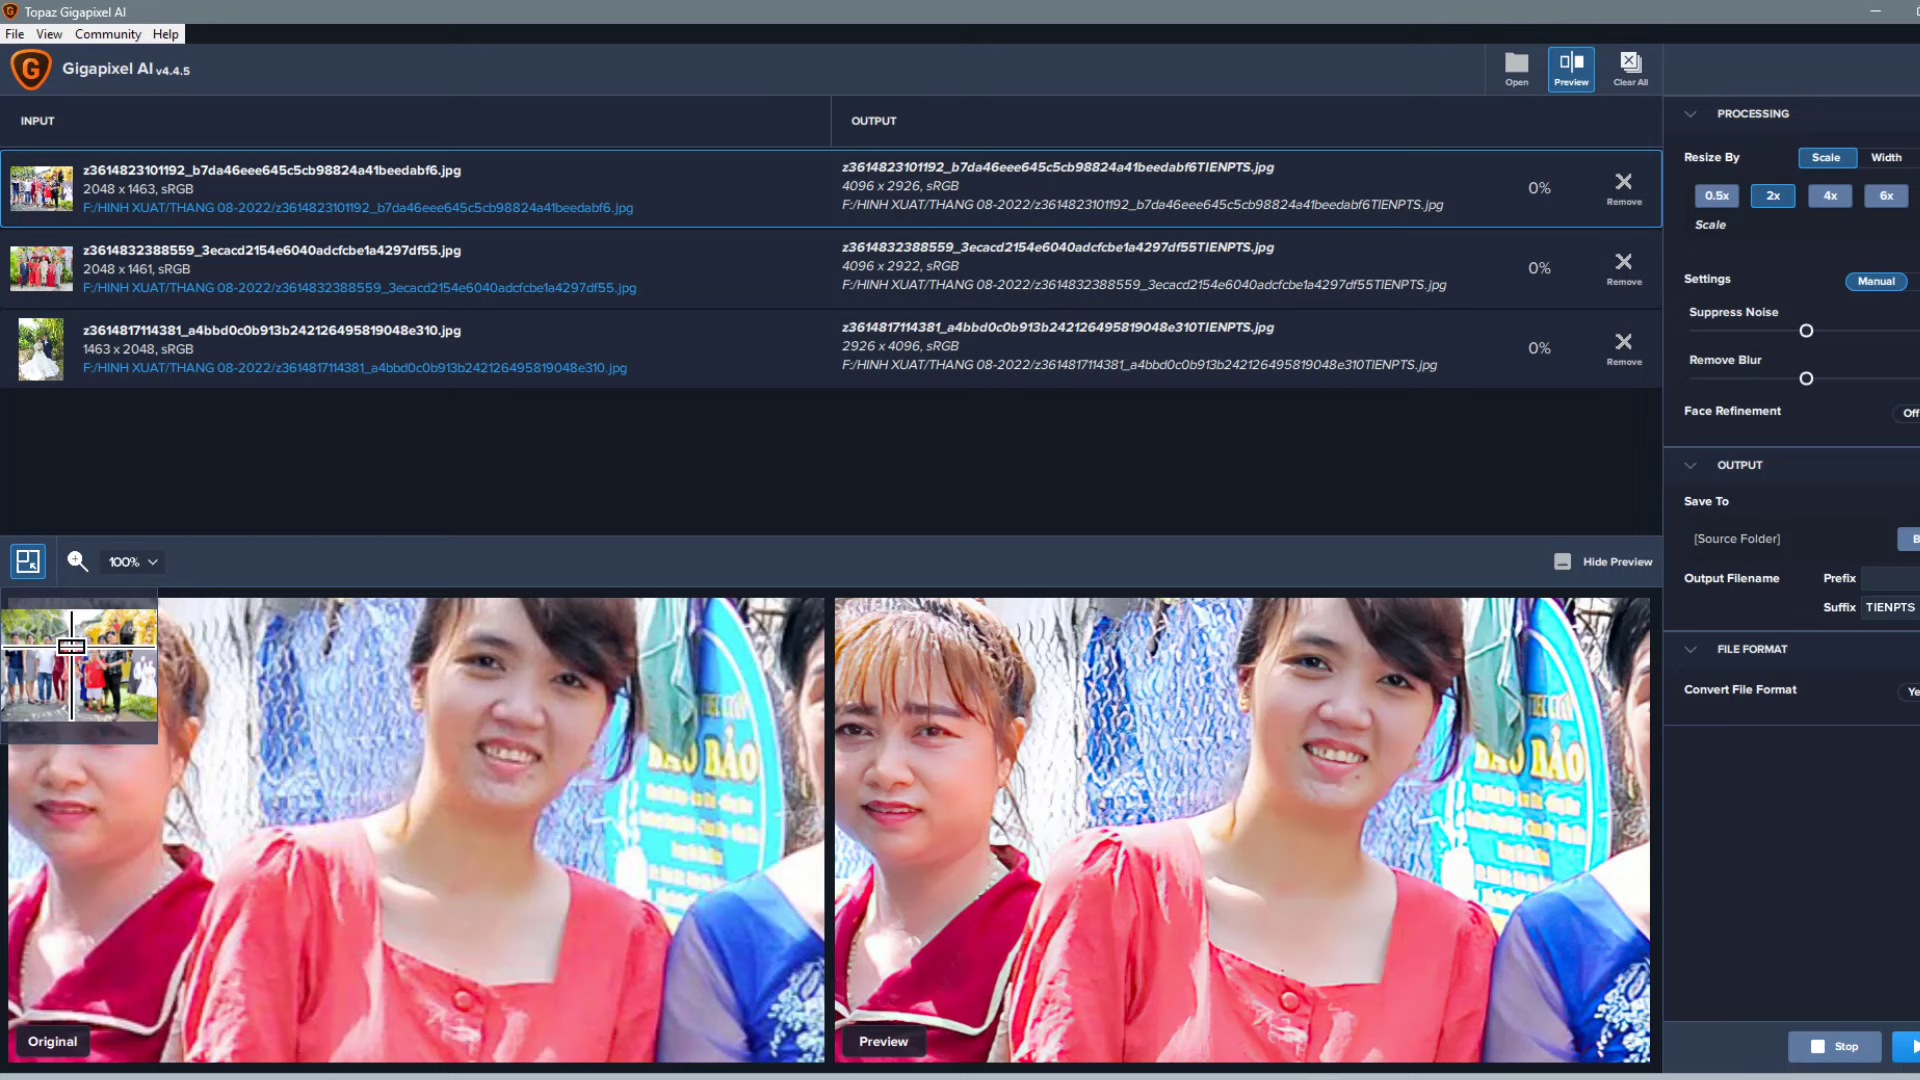 Topaz Gigapixel AI
File View Community Help
Gigapixel AI v4.4.5
Open Preview Clear All
INPUT
OUTPUT
z3614823101192_b7da46eee645c5cb98824a41beedabf6.jpg
2048 x 1463, sRGB
F:/HINH XUAT/THANG 08-2022/z3614823101192_b7da46eee645c5cb98824a41beedabf6.jpg
z3614823101192_b7da46eee645c5cb98824a41beedabf6TIENPTS.jpg
4096 x 2926, sRGB
F:/HINH XUAT/THANG 08-2022/z3614823101192_b7da46eee645c5cb98824a41beedabf6TIENPTS.jpg
0%
Remove
z3614832388559_3ecacd2154e6040adcfcbe1a4297df55.jpg
2048 x 1461, sRGB
F:/HINH XUAT/THANG 08-2022/z3614832388559_3ecacd2154e6040adcfcbe1a4297df55.jpg
z3614832388559_3ecacd2154e6040adcfcbe1a4297df55TIENPTS.jpg
4096 x 2922, sRGB
F:/HINH XUAT/THANG 08-2022/z3614832388559_3ecacd2154e6040adcfcbe1a4297df55TIENPTS.jpg
0%
Remove
z3614817114381_a4bbd0c0b913b242126495819048e310.jpg
1463 x 2048, sRGB
F:/HINH XUAT/THANG 08-2022/z3614817114381_a4bbd0c0b913b242126495819048e310.jpg
z3614817114381_a4bbd0c0b913b242126495819048e310TIENPTS.jpg
2926 x 4096, sRGB
F:/HINH XUAT/THANG 08-2022/z3614817114381_a4bbd0c0b913b242126495819048e310TIENPTS.jpg
0%
Remove
100%
Hide Preview
BẢO
Original
BẢO
Preview
PROCESSING
Resize By Scale Width
0.5x 2x 4x 6x
Scale
Settings Manual
Suppress Noise
Remove Blur
Face Refinement Off
OUTPUT
Save To
[Source Folder] B
Output Filename Prefix
Suffix TIENPTS
FILE FORMAT
Convert File Format Ye
Stop